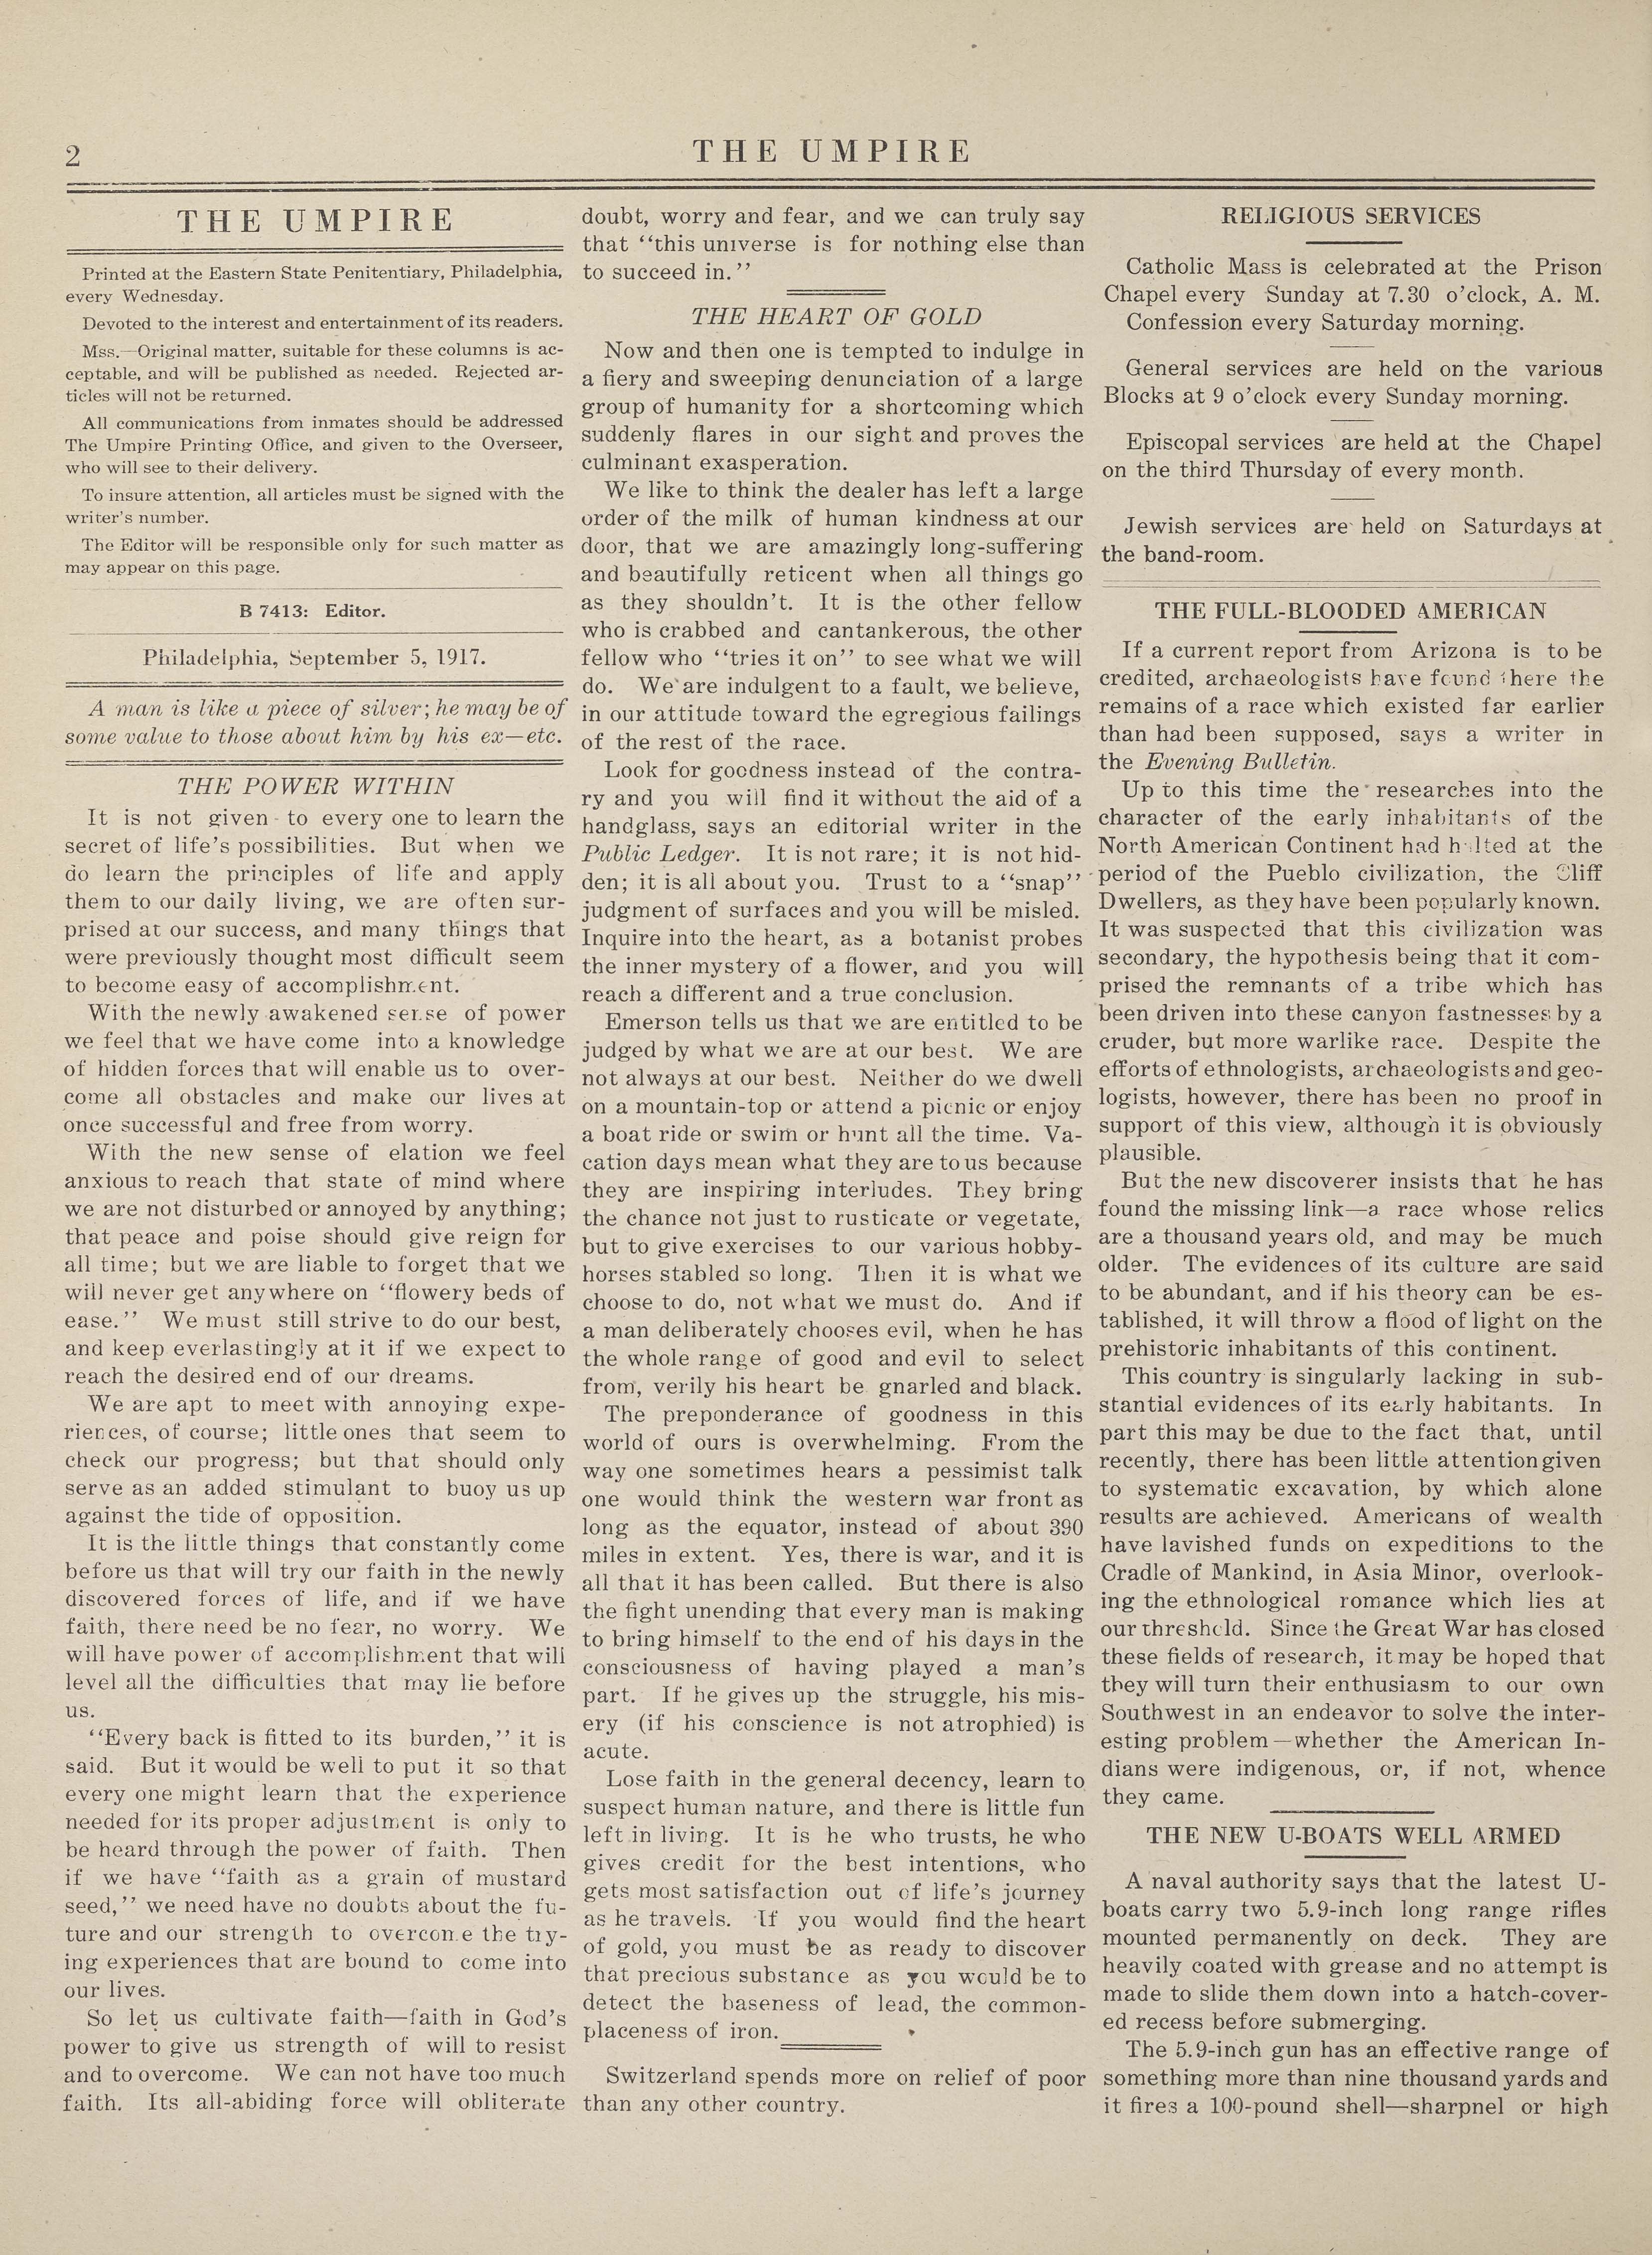 2
THE UMPIRE
THE UMPIRE
Printed at the Eastern State Penitentiary, Philadelphia,
every Wednesday.
Devoted to the interest and entertainment of its readers.
Mss.—Original matter, suitable for these columns is ac-
ceptable, and will be published as needed. Rejected ar-
ticles will not be returned.
All communications from inmates should be addressed
The Umpire Printing Office, and given to the Overseer,
who will see to their delivery.
To insure attention, all articles must be signed with the
writer's number.
The Editor will be responsible only for such matter as
may appear on this page.
B 7413: Editor.
Philadelphia, September 5, 1917.
A man is like a piece of silver; he may be of
some value to those about him by his ex—etc.
THE POWER WITHIN
It is not given to every one to learn the
secret of life's possibilities. But when we
do learn the principles of life and apply
them to our daily living, we are often sur-
prised at our success, and many things that
were previously thought most difficult seem
to become easy of accomplishment.
With the newly awakened sense of power
we feel that we have come into a knowledge
of hidden forces that will enable us to over-
come all obstacles and make our lives at
once successful and free from worry.
With the new sense of elation we feel
anxious to reach that state of mind where
we are not disturbed or annoyed by anything;
that peace and poise should give reign for
all time; but we are liable to forget that we
will never get anywhere on "flowery beds of
ease." We must still strive to do our best,
and keep everlastingly at it if we expect to
reach the desired end of our dreams.
We are apt to meet with annoying expe-
riences, of course; little ones that seem to
check our progress; but that should only
serve as an added stimulant to buoy us up
against the tide of opposition.
It is the little things that constantly come
before us that will try our faith in the newly
discovered forces of life, and if we have
faith, there need be no fear, no worry. We
will have power of accomplishment that will
level all the difficulties that may lie before
us.
"Every back is fitted to its burden," it is
said. But it would be well to put it so that
every one might learn that the experience
needed for its proper adjustment is only to
be heard through the power of faith. Then
if we have "faith as a grain of mustard
seed," we need have no doubts about the fu-
ture and our strength to overcome the try-
ing experiences that are bound to come into
our lives.
So let us cultivate faith—faith in God's
power to give us strength of will to resist
and to overcome. We can not have too much
faith. Its all-abiding force will obliterate
doubt, worry and fear, and we can truly say
that "this universe is for nothing else than
to succeed in."
THE HEART OF GOLD
Now and then one is tempted to indulge in
a fiery and sweeping denunciation of a large
group of humanity for a shortcoming which
suddenly flares in our sight and proves the
culminant exasperation.
We like to think the dealer has left a large
order of the milk of human kindness at our
door, that we are amazingly long-suffering
and beautifully reticent when all things go
as they shouldn't. It is the other fellow
who is crabbed and cantankerous, the other
fellow who "tries it on" to see what we will
do. We are indulgent to a fault, we believe,
in our attitude toward the egregious failings
of the rest of the race.
Look for goodness instead of the contra-
ry and you will find it without the aid of a
handglass, says an editorial writer in the
Public Ledger. It is not rare; it is not hid-
den; it is all about you. Trust to a "snap"
judgment of surfaces and you will be misled.
Inquire into the heart, as a botanist probes
the inner mystery of a flower, and you will
reach a different and a true conclusion.
Emerson tells us that we are entitled to be
judged by what we are at our best. We are
not always at our best. Neither do we dwell
on a mountain-top or attend a picnic or enjoy
a boat ride or swim or hunt all the time. Va-
cation days mean what they are to us because
they are inspiring interludes. They bring
the chance not just to rusticate or vegetate,
but to give exercises to our various hobby-
horses stabled so long. Then it is what we
choose to do, not what we must do. And if
a man deliberately chooses evil, when he has
the whole range of good and evil to select
from, verily his heart be gnarled and black.
The preponderance of goodness in this
world of ours is overwhelming. From the
way one sometimes hears a pessimist talk
one would think the western war front as
long as the equator, instead of about 390
miles in extent. Yes, there is war, and it is
all that it has been called. But there is also
the fight unending that every man is making
to bring himself to the end of his days in the
consciousness of having played a man's
part. If he gives up the struggle, his mis-
ery (if his conscience is not atrophied) is
acute.
Lose faith in the general decency, learn to
suspect human nature, and there is little fun
left in living. It is he who trusts, he who
gives credit for the best intentions, who
gets most satisfaction out of life's journey
as he travels. If you would find the heart
of gold, you must be as ready to discover
that precious substance as you would be to
detect the baseness of lead, the common-
placeness of iron.
Switzerland spends more on relief of poor
than any other country.
RELIGIOUS SERVICES
Catholic Mass is celebrated at the Prison
Chapel every Sunday at 7.30 o'clock, A. M.
Confession every Saturday morning.
General services are held on the various
Blocks at 9 o'clock every Sunday morning.
Episcopal services are held at the Chapel
on the third Thursday of every month.
Jewish services are held on Saturdays at
the band-room.
THE FULL-BLOODED AMERICAN
If a current report from Arizona is to be
credited, archaeologists have found there the
remains of a race which existed far earlier
than had been supposed, says a writer in
the Evening Bulletin.
Up to this time the researches into the
character of the early inhabitants of the
North American Continent had halted at the
period of the Pueblo civilization, the Cliff
Dwellers, as they have been popularly known.
It was suspected that this civilization was
secondary, the hypothesis being that it com-
prised the remnants of a tribe which has
been driven into these canyon fastnesses by a
cruder, but more warlike race. Despite the
efforts of ethnologists, archaeologists and geo-
logists, however, there has been no proof in
support of this view, although it is obviously
plausible.
But the new discoverer insists that he has
found the missing link—a race whose relics
are a thousand years old, and may be much
older. The evidences of its culture are said
to be abundant, and if his theory can be es-
tablished, it will throw a flood of light on the
prehistoric inhabitants of this continent.
This country is singularly lacking in sub-
stantial evidences of its early habitants. In
part this may be due to the fact that, until
recently, there has been little attention given
to systematic excavation, by which alone
results are achieved. Americans of wealth
have lavished funds on expeditions to the
Cradle of Mankind, in Asia Minor, overlook-
ing the ethnological romance which lies at
our threshold. Since the Great War has closed
these fields of research, it may be hoped that
they will turn their enthusiasm to our own
Southwest in an endeavor to solve the inter-
esting problem—whether the American In-
dians were indigenous, or, if not, whence
they came.
THE NEW U-BOATS WELL ARMED
A naval authority says that the latest U-
boats carry two 5.9-inch long range rifles
mounted permanently on deck. They are
heavily coated with grease and no attempt is
made to slide them down into a hatch-cover-
ed recess before submerging.
The 5.9-inch gun has an effective range of
something more than nine thousand yards and
it fires a 100-pound shell—sharpnel or high